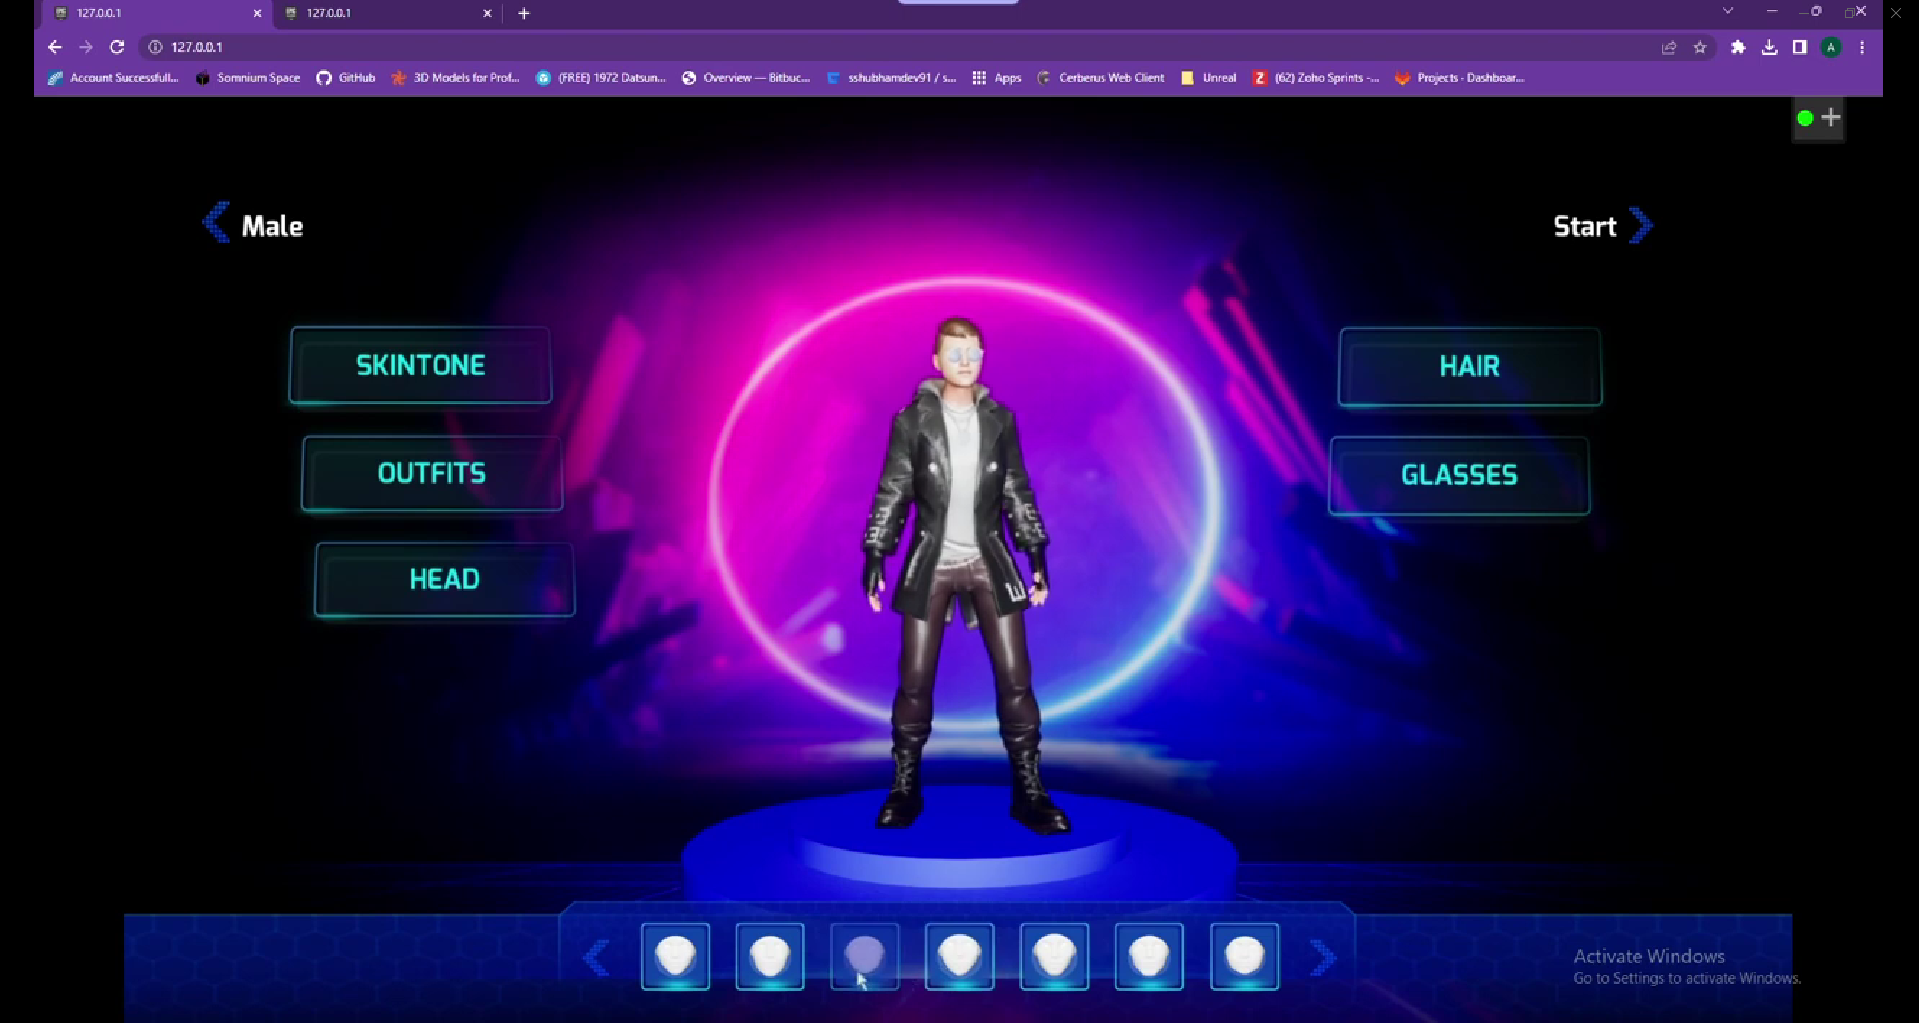 127.0.0.1
127.0.0.1
127.0.0.1
A
Account Successfull...
Somnium Space
GitHub
3D Models for Prof...
(FREE) 1972 Datsun...
Overview — Bitbuc...
sshubhamdev91 / s...
Apps
Cerberus Web Client
Unreal
Z
(62) Zoho Sprints -...
Projects - Dashboar...
Male
Start
SKINTONE
HAIR
OUTFITS
GLASSES
HEAD
Activate Windows
Go to Settings to activate Windows.